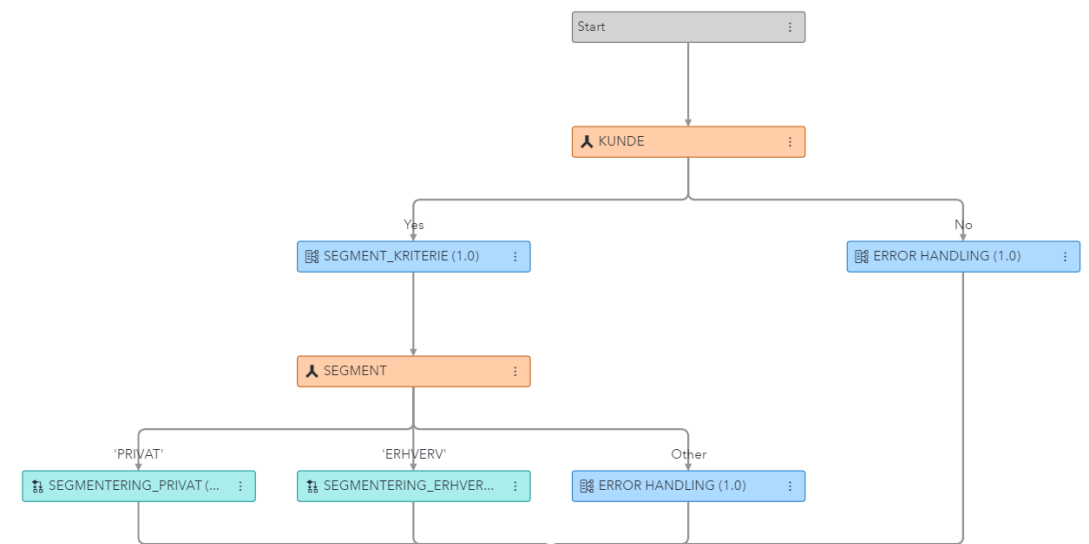 Start
KUNDE
Yes
No
SEGMENT_KRITERIE (1.0)
ERROR HANDLING (1.0)
SEGMENT
'PRIVAT'
'ERHVERV'
Other
SEGMENTERING_PRIVAT (...
SEGMENTERING_ERHVER...
ERROR HANDLING (1.0)